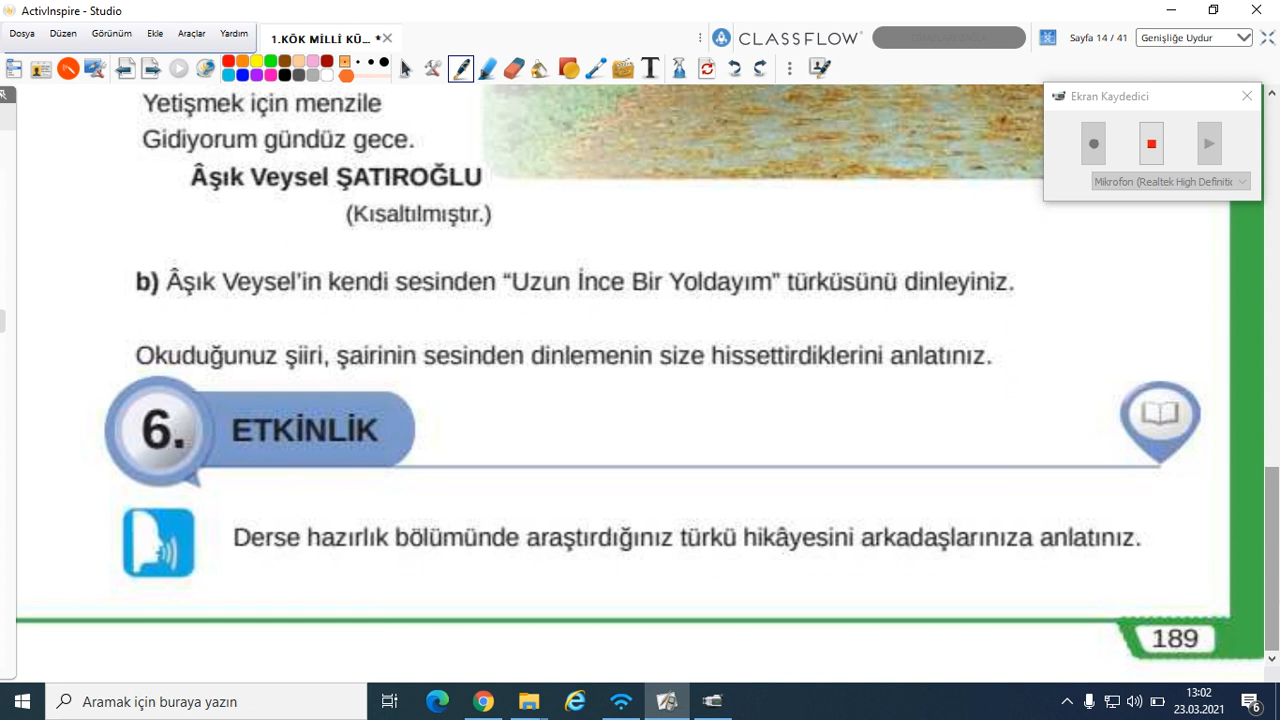 ActivInspire - Studio
Dosya Düzen Görünüm Ekle Araçlar Yardım
1.KÖK MİLLİ KÜ... *
CLASSFLOW
Sayfa 14 / 41
Genişliğe Uydur
Ekran Kaydedici
Mikrofon (Realtek High Definitic
Yetişmek için menzile
Gidiyorum gündüz gece.
Âşık Veysel ŞATIROĞLU
(Kısaltılmıştır.)
b) Âşık Veysel’in kendi sesinden “Uzun İnce Bir Yoldayım” türküsünü dinleyiniz.
Okuduğunuz şiiri, şairinin sesinden dinlemenin size hissettirdiklerini anlatınız.
6. ETKİNLİK
Derse hazırlık bölümünde araştırdığınız türkü hikâyesini arkadaşlarınıza anlatınız.
189
Aramak için buraya yazın
13:02
23.03.2021
6